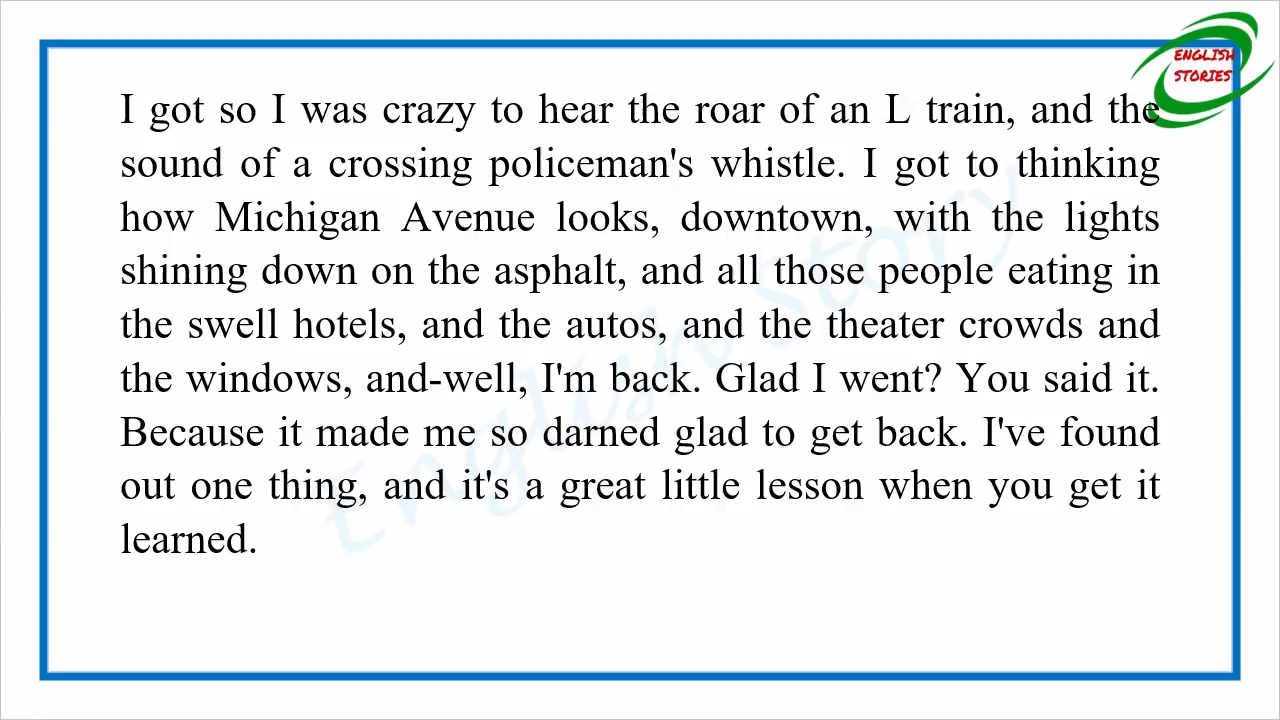 ENGLISH
STORIES
I got so I was crazy to hear the roar of an L train, and the
sound of a crossing policeman's whistle. I got to thinking
how Michigan Avenue looks, downtown, with the lights
shining down on the asphalt, and all those people eating in
the swell hotels, and the autos, and the theater crowds and
the windows, and-well, I'm back. Glad I went? You said it.
Because it made me so darned glad to get back. I've found
out one thing, and it's a great little lesson when you get it
learned.
English Story